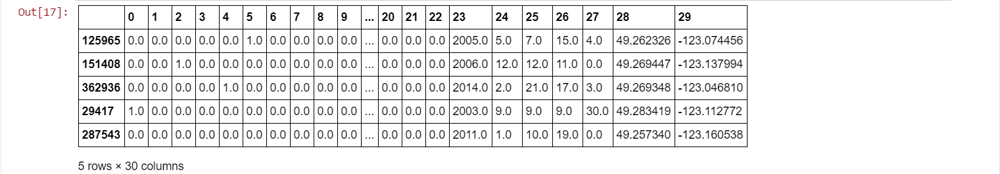 Out[17]:
0 1 2 3 4 5 6 7 8 9 ... 20 21 22 23 24 25 26 27 28 29
125965 0.0 0.0 0.0 0.0 0.0 1.0 0.0 0.0 0.0 0.0 ... 0.0 0.0 0.0 2005.0 5.0 7.0 15.0 4.0 49.262326 -123.074456
151408 0.0 0.0 1.0 0.0 0.0 0.0 0.0 0.0 0.0 0.0 ... 0.0 0.0 0.0 2006.0 12.0 12.0 11.0 0.0 49.269447 -123.137994
362936 0.0 0.0 0.0 0.0 1.0 0.0 0.0 0.0 0.0 0.0 ... 0.0 0.0 0.0 2014.0 2.0 21.0 17.0 3.0 49.269348 -123.046810
29417 1.0 0.0 0.0 0.0 0.0 0.0 0.0 0.0 0.0 0.0 ... 0.0 0.0 0.0 2003.0 9.0 9.0 9.0 30.0 49.283419 -123.112772
287543 0.0 0.0 0.0 0.0 0.0 0.0 0.0 0.0 0.0 0.0 ... 0.0 0.0 0.0 2011.0 1.0 10.0 19.0 0.0 49.257340 -123.160538
5 rows × 30 columns